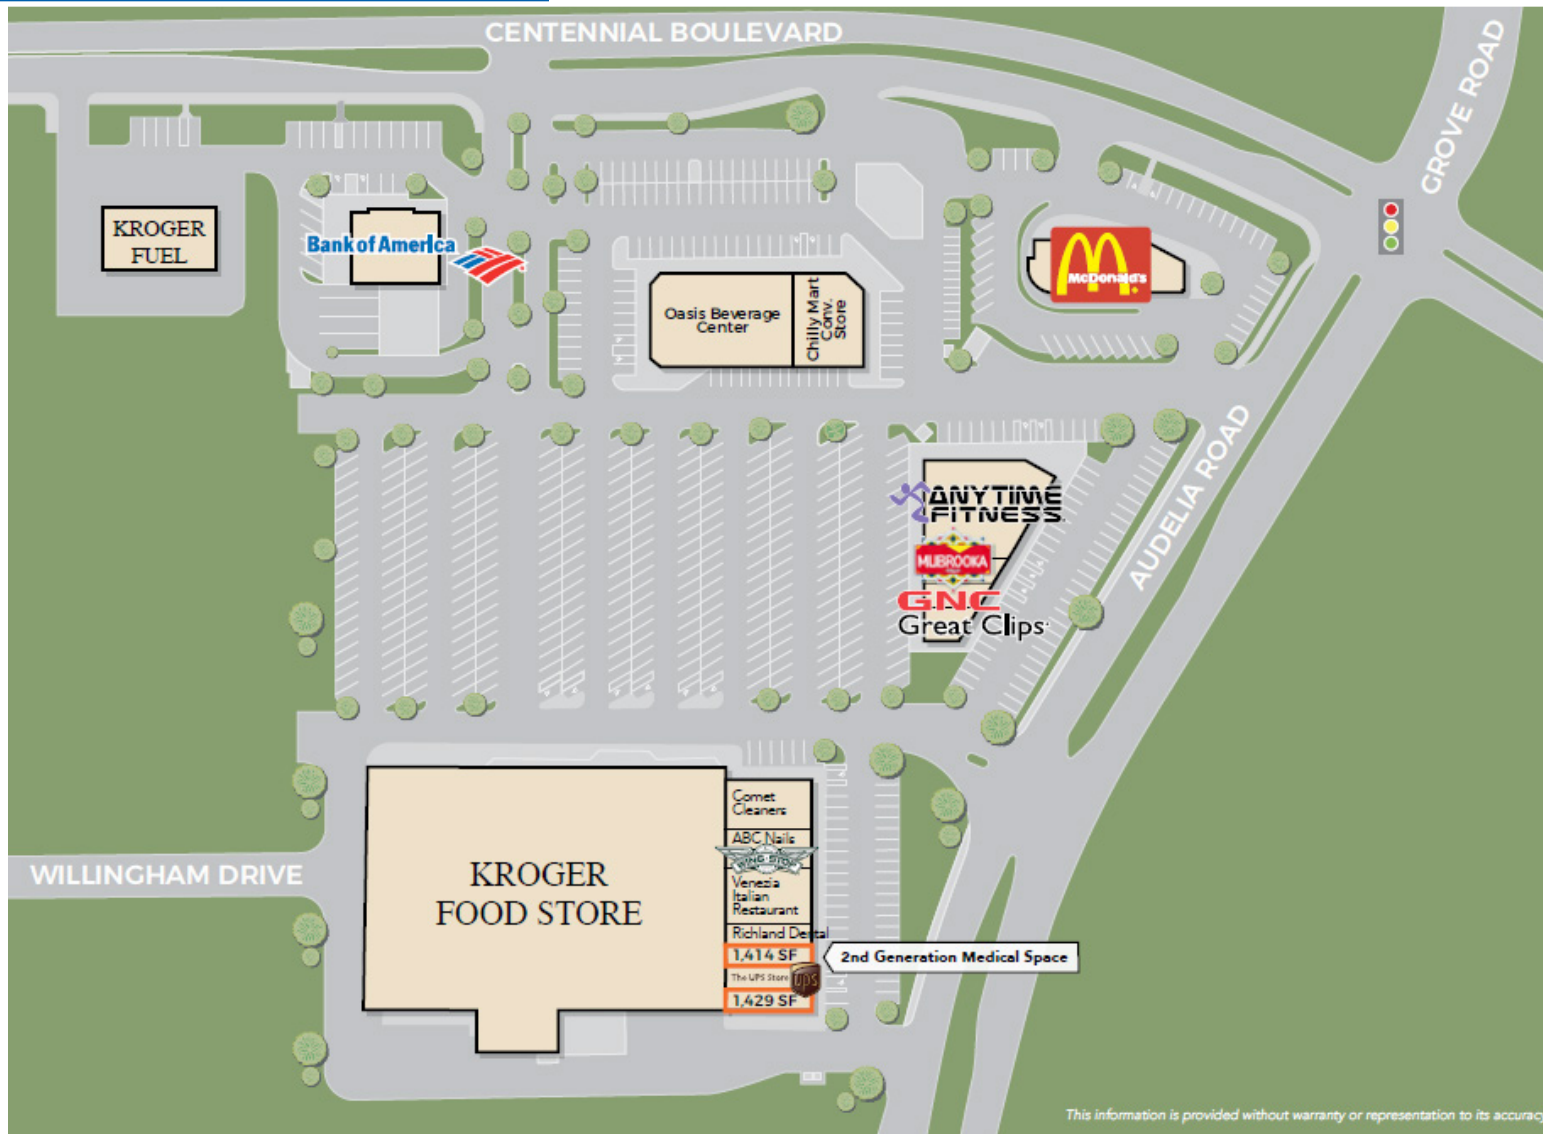 CENTENNIAL BOULEVARD
GROVE ROAD
KROGER
FUEL
Bank of America
McDonald's
Oasis Beverage
Center
Chilly Mart
Conv.
Store
AUDELIA ROAD
ANYTIME
FITNESS
MUBROOKA
GNC
Great Clips
WILLINGHAM DRIVE
KROGER
FOOD STORE
Comet
Cleaners
ABC Nails
WING·STOP
Venezia
Italian
Restaurant
Richland Dental
1,414 SF
2nd Generation Medical Space
The UPS Store
ups
1,429 SF
This information is provided without warranty or representation to its accuracy